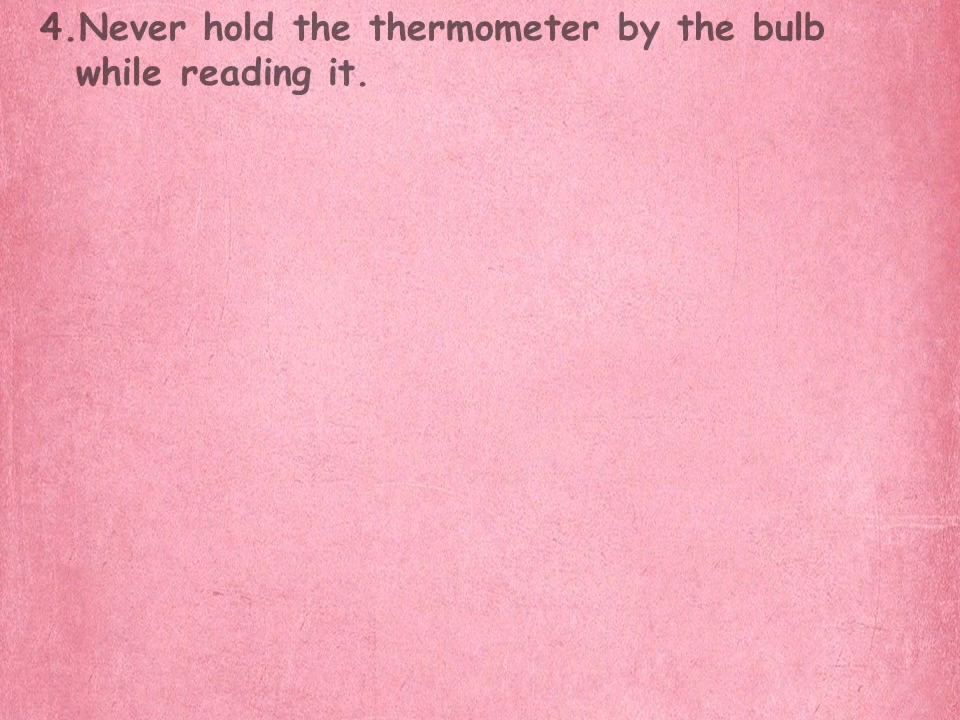 4.Never hold the thermometer by the bulb
while reading it.